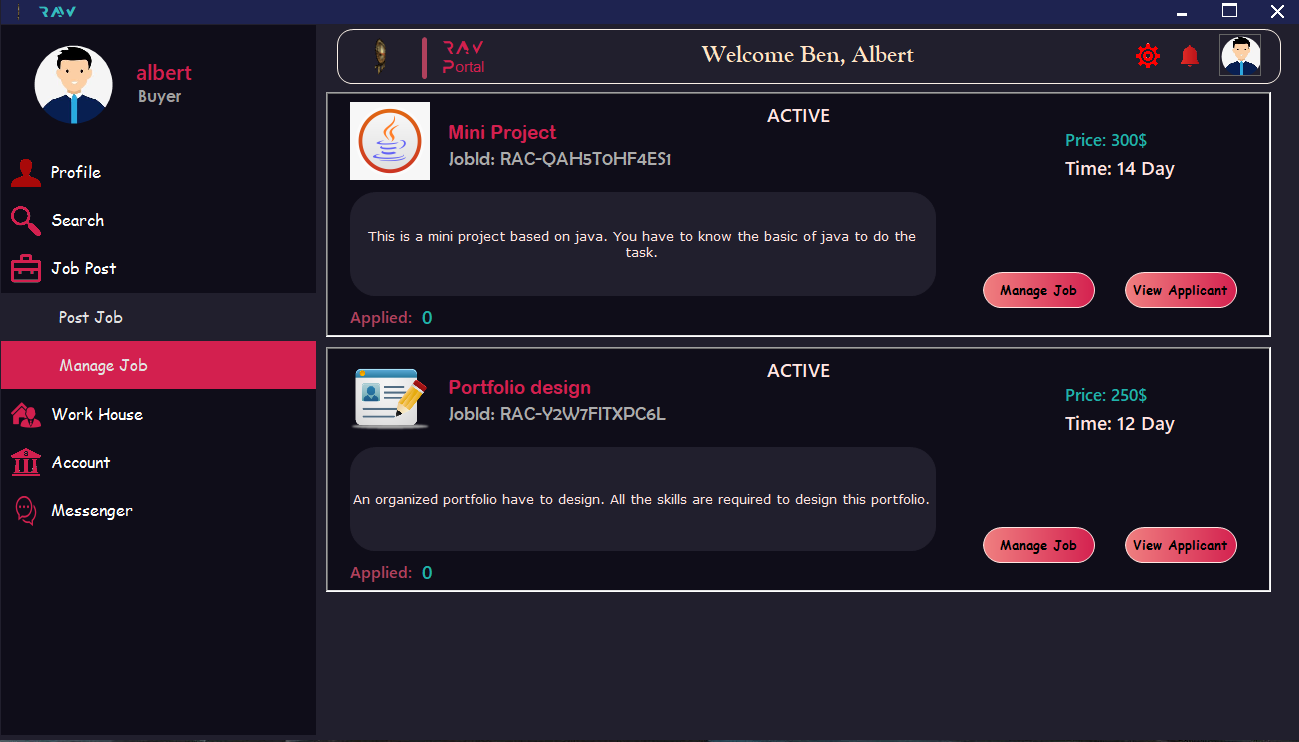 RAV
albert
Buyer
Profile
Search
Job Post
Post Job
Manage Job
Work House
Account
Messenger
RAV
Portal
Welcome Ben, Albert
ACTIVE
Mini Project
JobId: RAC-QAH5T0HF4ES1
Price: 300$
Time: 14 Day
This is a mini project based on java. You have to know the basic of java to do the
task.
Manage Job
View Applicant
Applied: 0
ACTIVE
Portfolio design
JobId: RAC-Y2W7FITXPC6L
Price: 250$
Time: 12 Day
An organized portfolio have to design. All the skills are required to design this portfolio.
Manage Job
View Applicant
Applied: 0